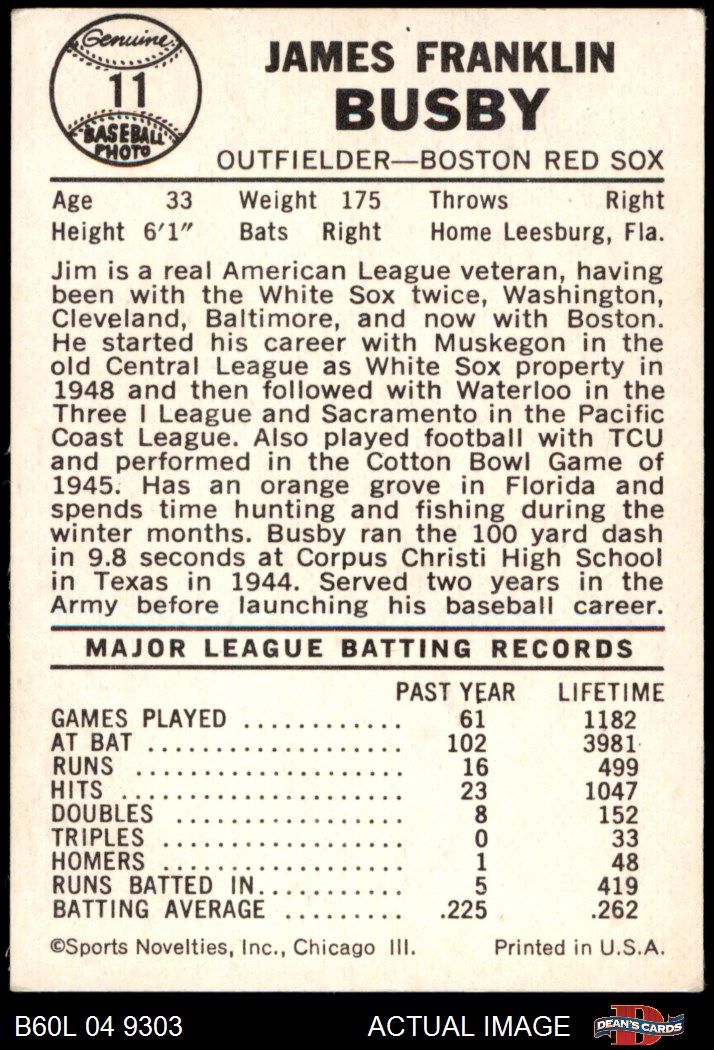 Genuine
11
BASEBALL
PHOTO
JAMES FRANKLIN
BUSBY
OUTFIELDER—BOSTON RED SOX
Age 33 Weight 175 Throws Right
Height 6'1" Bats Right Home Leesburg, Fla.
Jim is a real American League veteran, having
been with the White Sox twice, Washington,
Cleveland, Baltimore, and now with Boston.
He started his career with Muskegon in the
old Central League as White Sox property in
1948 and then followed with Waterloo in the
Three I League and Sacramento in the Pacific
Coast League. Also played football with TCU
and performed in the Cotton Bowl Game of
1945. Has an orange grove in Florida and
spends time hunting and fishing during the
winter months. Busby ran the 100 yard dash
in 9.8 seconds at Corpus Christi High School
in Texas in 1944. Served two years in the
Army before launching his baseball career.
MAJOR LEAGUE BATTING RECORDS
PAST YEAR LIFETIME
GAMES PLAYED ............ 61 1182
AT BAT ................... 102 3981
RUNS .................... 16 499
HITS ..................... 23 1047
DOUBLES ................. 8 152
TRIPLES .................. 0 33
HOMERS .................. 1 48
RUNS BATTED IN........... 5 419
BATTING AVERAGE ......... .225 .262
©Sports Novelties, Inc., Chicago Ill. Printed in U.S.A.
B60L 04 9303 ACTUAL IMAGE D DEAN'S CARDS